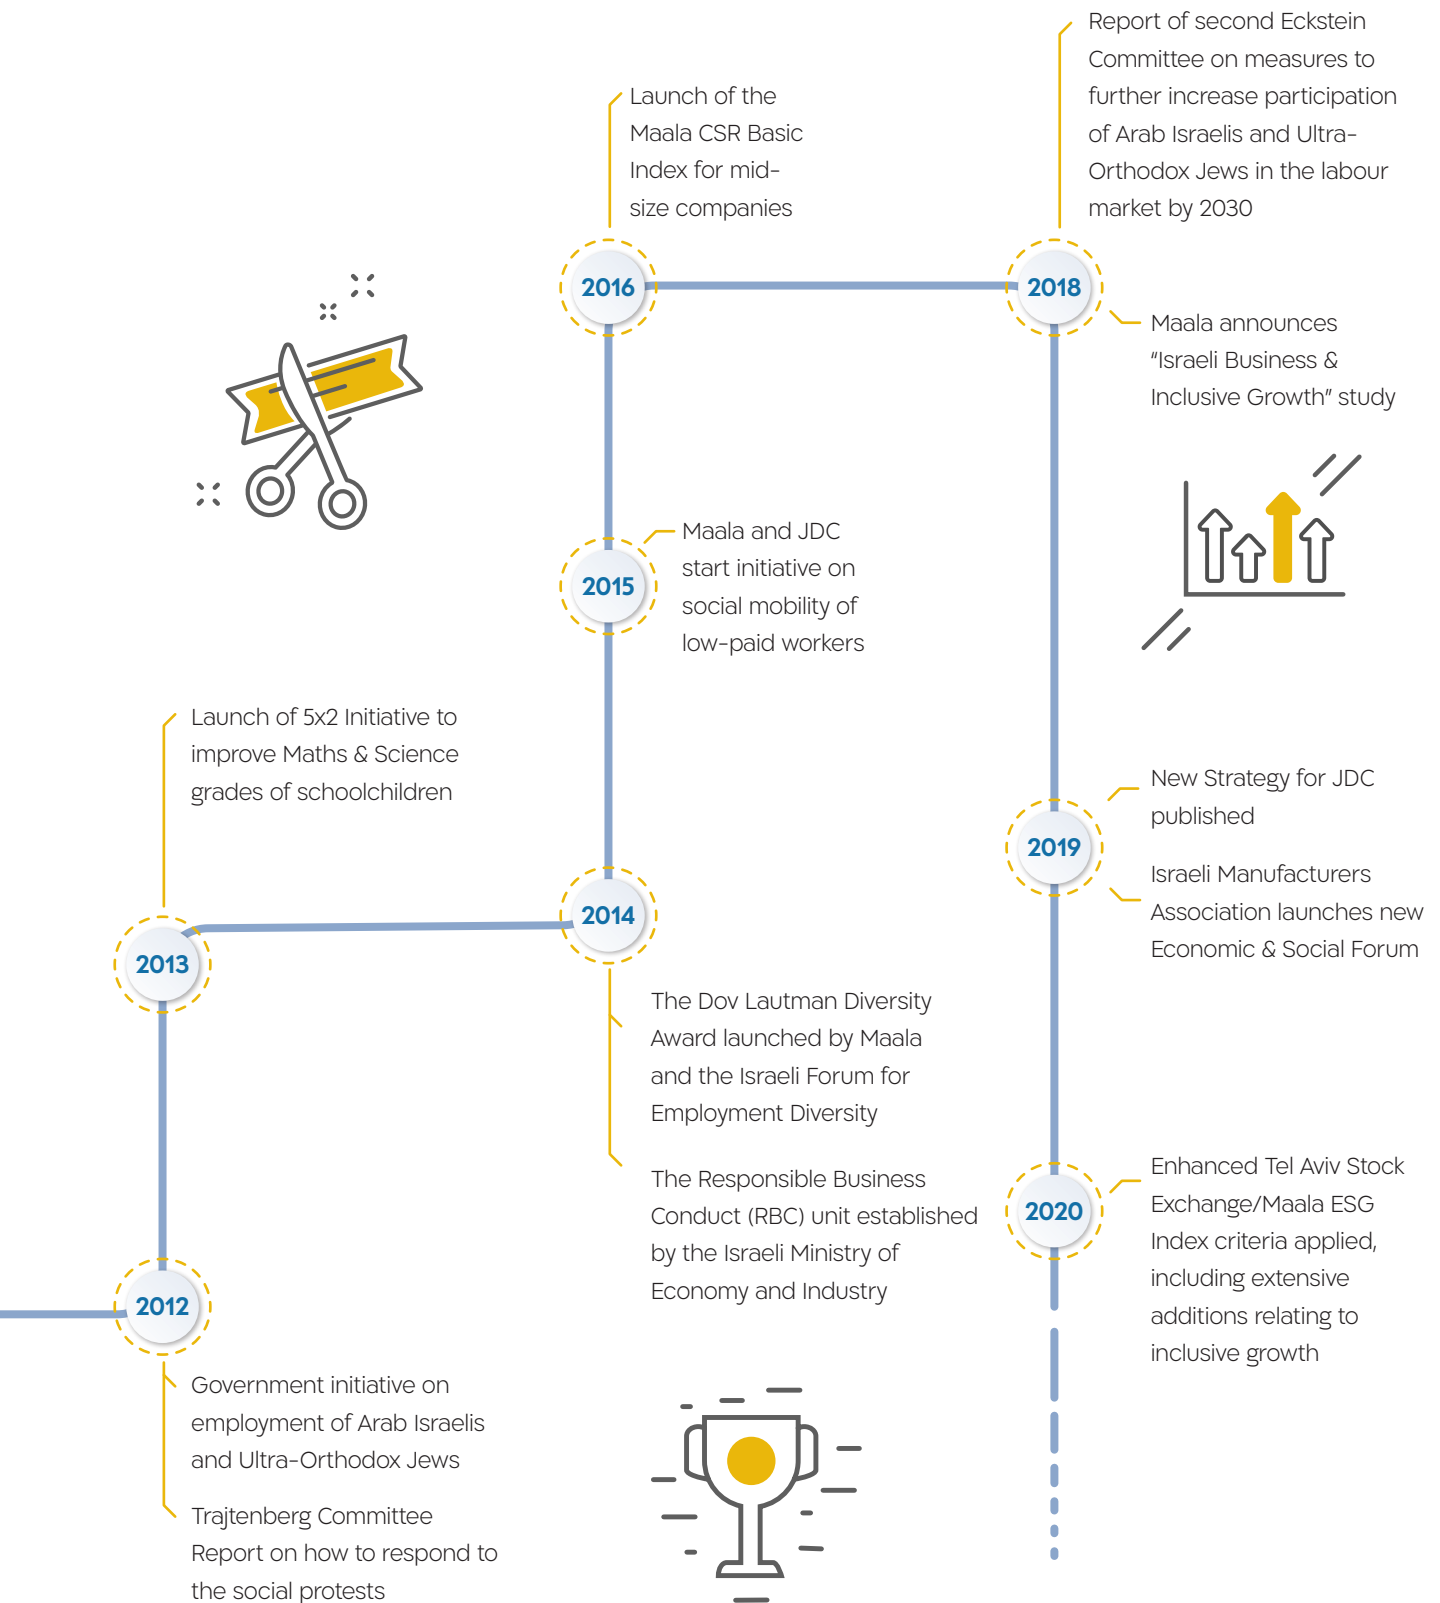 2012
Government initiative on
employment of Arab Israelis
and Ultra-Orthodox Jews
Trajtenberg Committee
Report on how to respond to
the social protests
2013
Launch of 5x2 Initiative to
improve Maths & Science
grades of schoolchildren
2014
The Dov Lautman Diversity
Award launched by Maala
and the Israeli Forum for
Employment Diversity
The Responsible Business
Conduct (RBC) unit established
by the Israeli Ministry of
Economy and Industry
2015
Maala and JDC
start initiative on
social mobility of
low-paid workers
2016
Launch of the
Maala CSR Basic
Index for mid-
size companies
2018
Report of second Eckstein
Committee on measures to
further increase participation
of Arab Israelis and Ultra-
Orthodox Jews in the labour
market by 2030
Maala announces
“Israeli Business &
Inclusive Growth” study
2019
New Strategy for JDC
published
Israeli Manufacturers
Association launches new
Economic & Social Forum
2020
Enhanced Tel Aviv Stock
Exchange/Maala ESG
Index criteria applied,
including extensive
additions relating to
inclusive growth